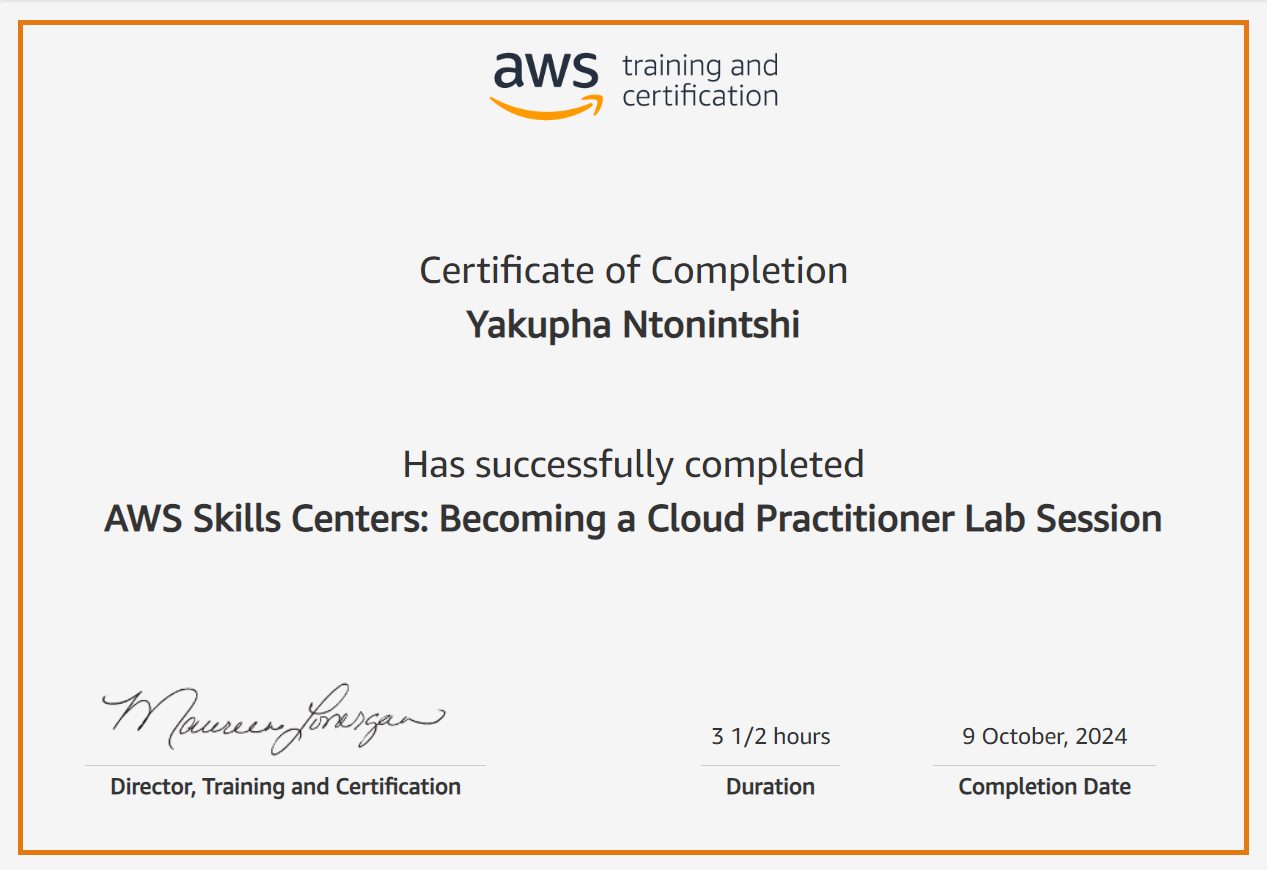 aws training and
certification
Certificate of Completion
Yakupha Ntonintshi
Has successfully completed
AWS Skills Centers: Becoming a Cloud Practitioner Lab Session
Maureen Lonergan
3 1/2 hours
9 October, 2024
Director, Training and Certification
Duration
Completion Date